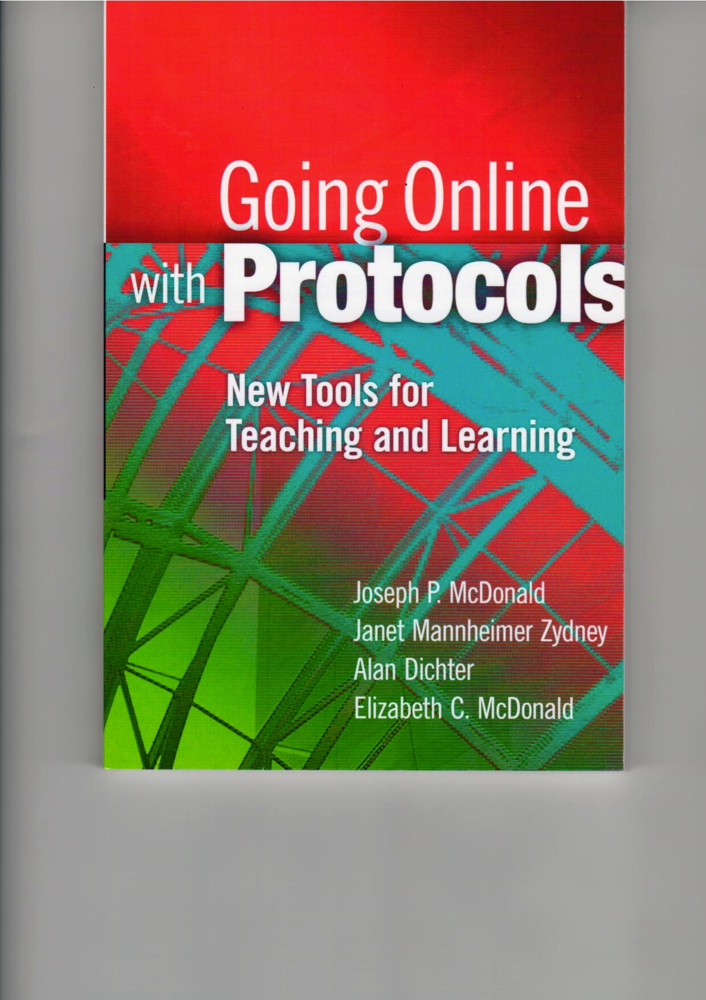 Going Online
with Protocols
New Tools for
Teaching and Learning
Joseph P. McDonald
Janet Mannheimer Zydney
Alan Dichter
Elizabeth C. McDonald